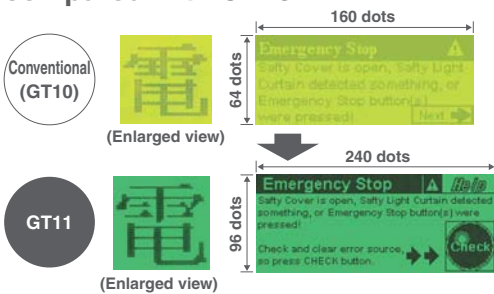 160 dots
Conventional
(GT10)
電
(Enlarged view)
64 dots
Emergency Stop
Safty Cover is open, Safty Light
Curtain detected something, or
Emergency Stop button(s)
were pressed!
Next
240 dots
GT11
電
(Enlarged view)
96 dots
Emergency Stop
Help
Safty Cover is open, Safty Light Curtain detected
something, or Emergency Stop button(s) were
pressed!
Check and clear error source,
so press CHECK button.
Check